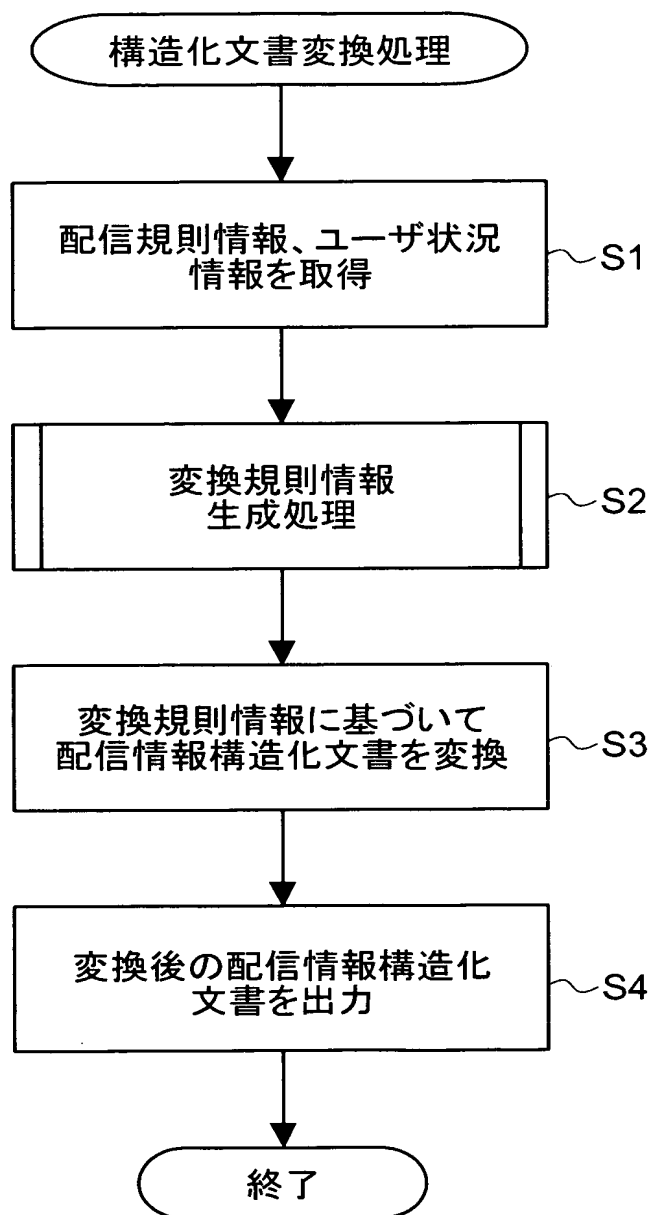 構造化文書変換処理
配信規則情報、ユーザ状況
情報を取得
S1
変換規則情報
生成処理
S2
変換規則情報に基づいて
配信情報構造化文書を変換
S3
変換後の配信情報構造化
文書を出力
S4
終了